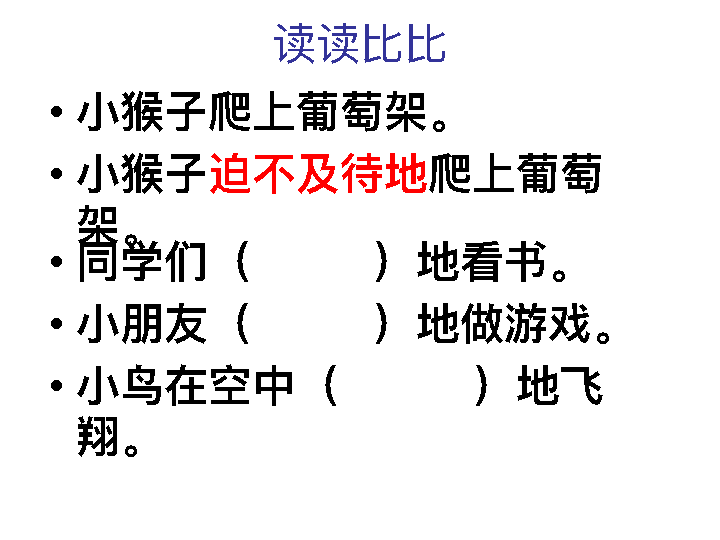 读读比比
• 小猴子爬上葡萄架。
• 小猴子迫不及待地爬上葡萄
架。
• 同学们（　　　）地看书。
• 小朋友（　　　）地做游戏。
• 小鸟在空中（　　　）地飞
翔。